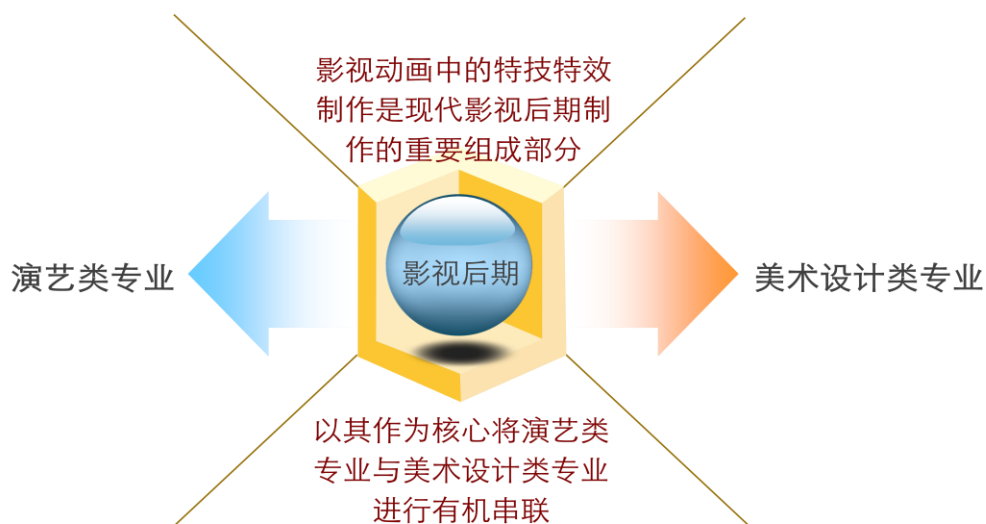 影视动画中的特技特效
制作是现代影视后期制
作的重要组成部分
演艺类专业
影视后期
美术设计类专业
以其作为核心将演艺类
专业与美术设计类专业
进行有机串联